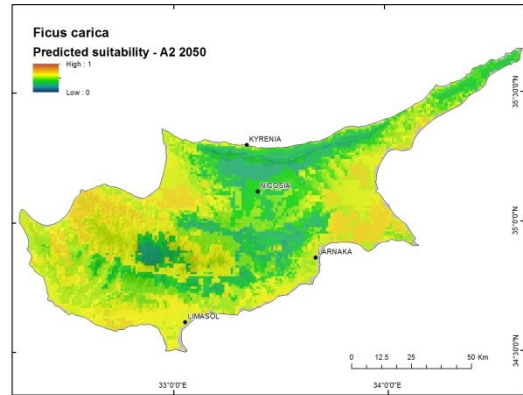 Ficus carica
Predicted suitability - A2 2050
High : 1
Low : 0
KYRENIA
NICOSIA
LARNAKA
LIMASOL
35°30'0"N
35°0'0"N
34°30'0"N
0 12.5 25 50 Km
33°0'0"E 34°0'0"E